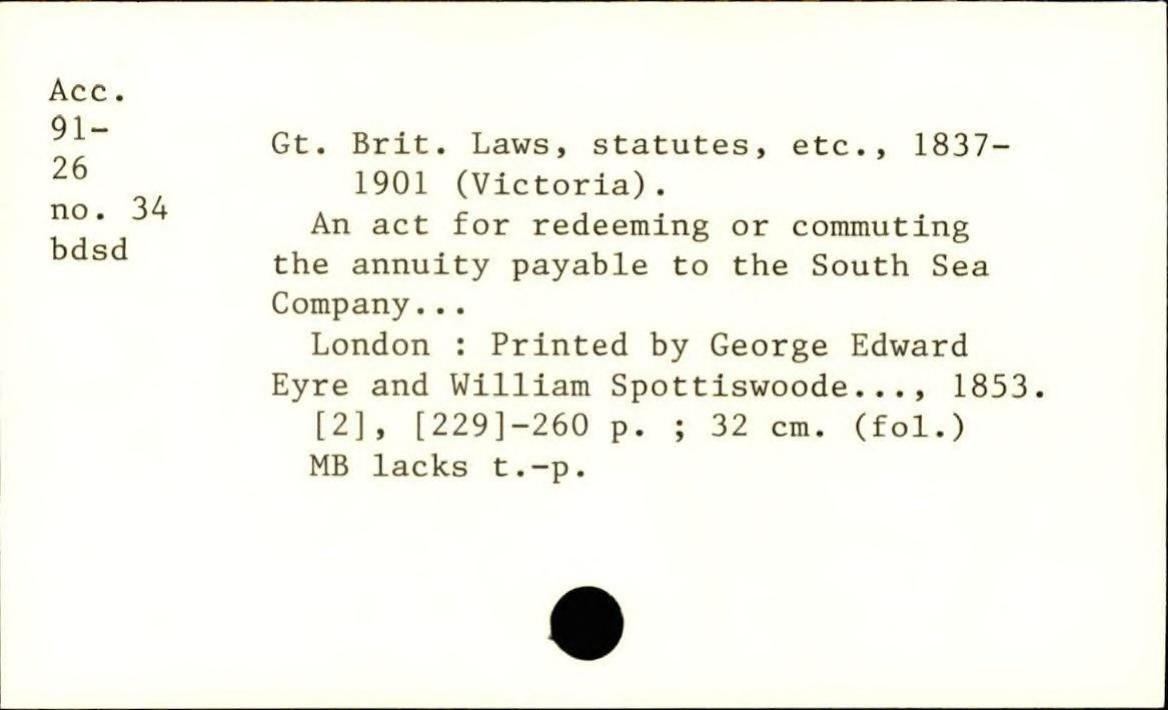 Acc.
91-
26
no. 34
bdsd
Gt. Brit. Laws, statutes, etc., 1837-
1901 (Victoria).
An act for redeeming or commuting
the annuity payable to the South Sea
Company...
London : Printed by George Edward
Eyre and William Spottiswoode..., 1853.
[2], [229]-260 p. ; 32 cm. (fol.)
MB lacks t.-p.